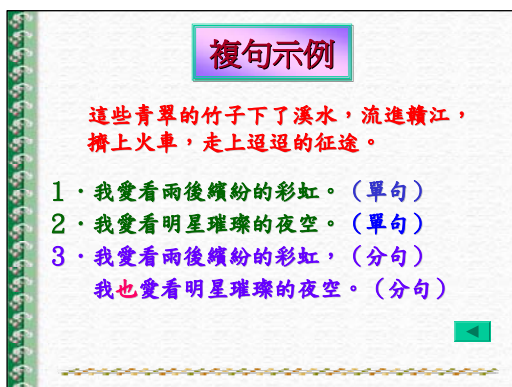 複句示例
這些青翠的竹子下了溪水，流進贛江，
擠上火車，走上迢迢的征途。
1．我愛看雨後繽紛的彩虹。（單句）
2．我愛看明星璀璨的夜空。（單句）
3．我愛看雨後繽紛的彩虹，（分句）
我也愛看明星璀璨的夜空。（分句）